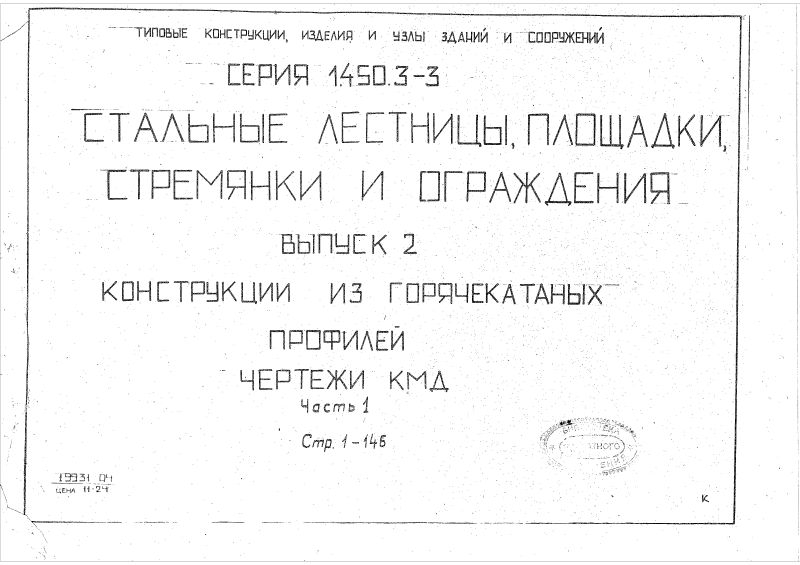 ТИПОВЫЕ КОНСТРУКЦИИ, ИЗДЕЛИЯ И УЗЛЫ ЗДАНИЙ И СООРУЖЕНИЙ
СЕРИЯ 1.450.3-3
СТАЛЬНЫЕ ЛЕСТНИЦЫ, ПЛОЩАДКИ,
СТРЕМЯНКИ И ОГРАЖДЕНИЯ
ВЫПУСК 2
КОНСТРУКЦИИ ИЗ ГОРЯЧЕКАТАНЫХ
ПРОФИЛЕЙ
ЧЕРТЕЖИ КМД
Часть 1
Стр. 1-146
19931 04
ЦЕНА 11-24
К